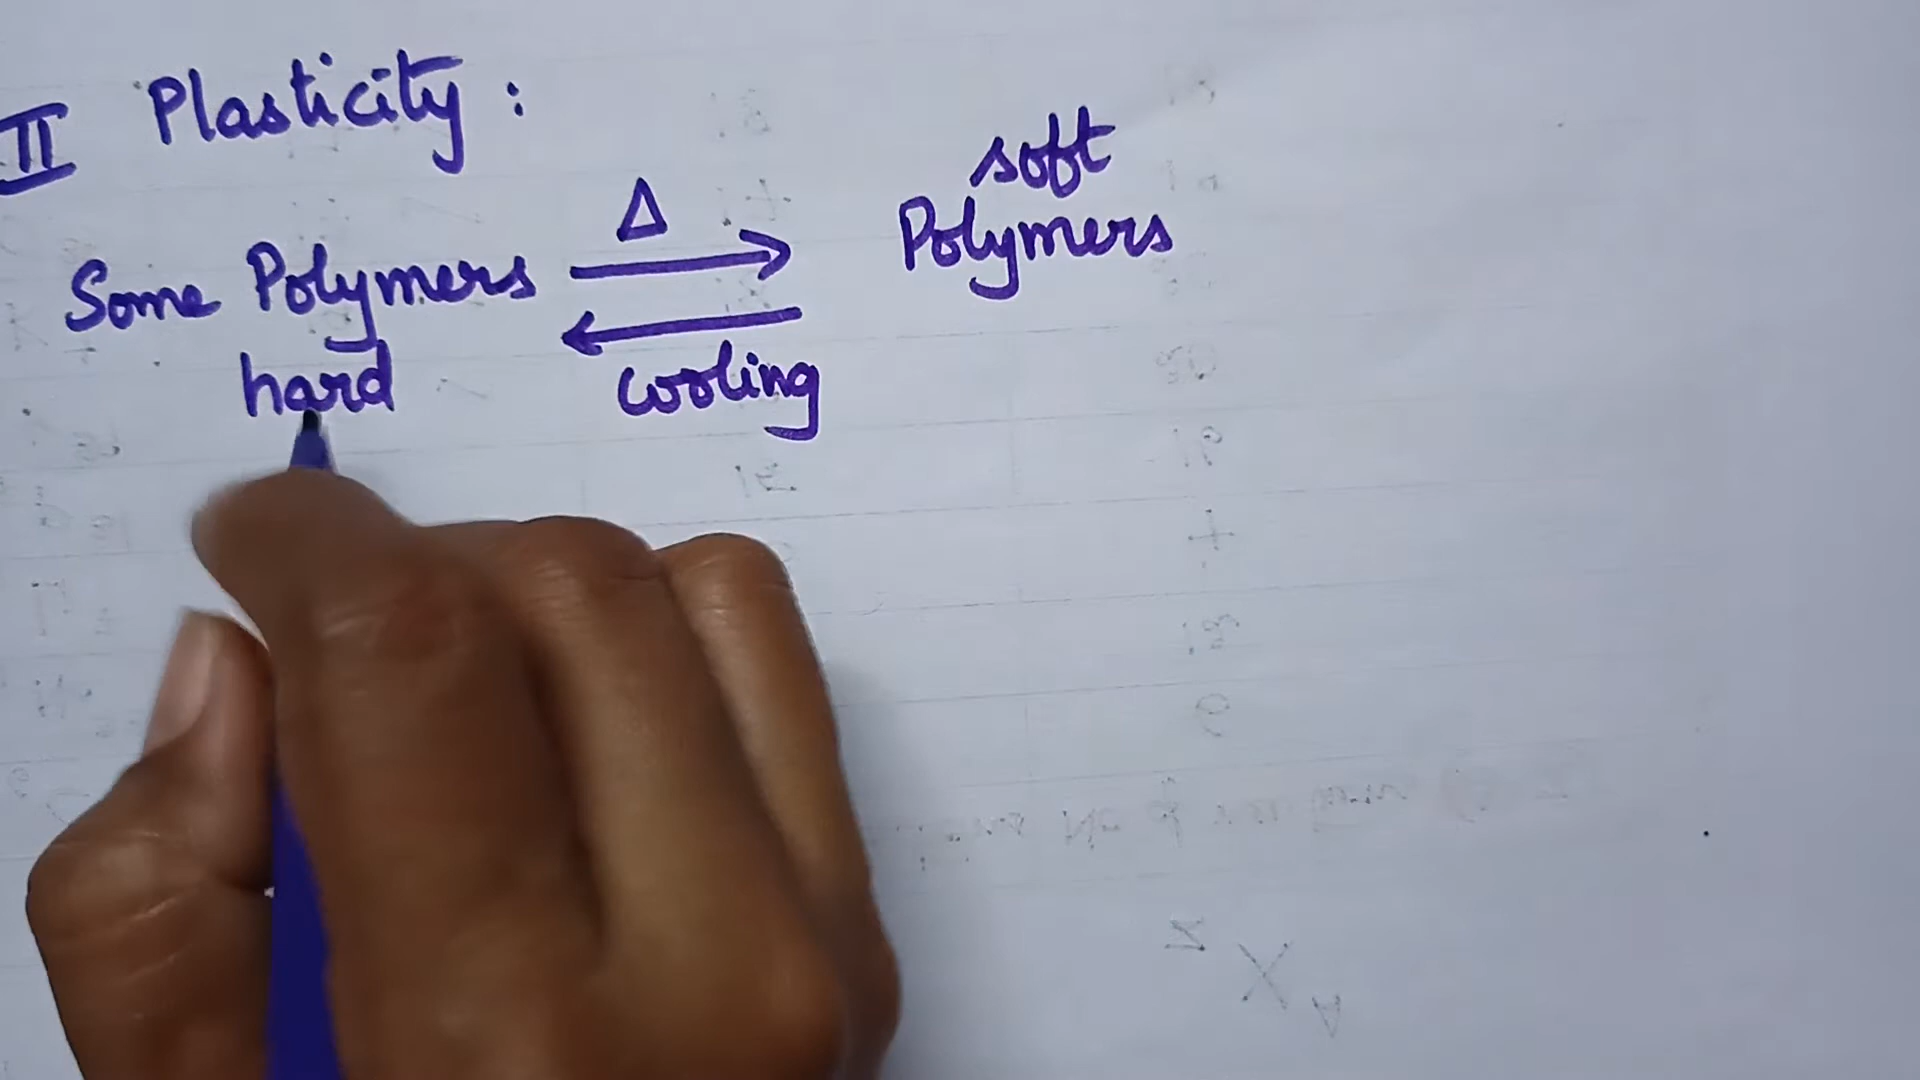 II Plasticity :
soft
Some Polymers Δ → Polymers
hard ← cooling